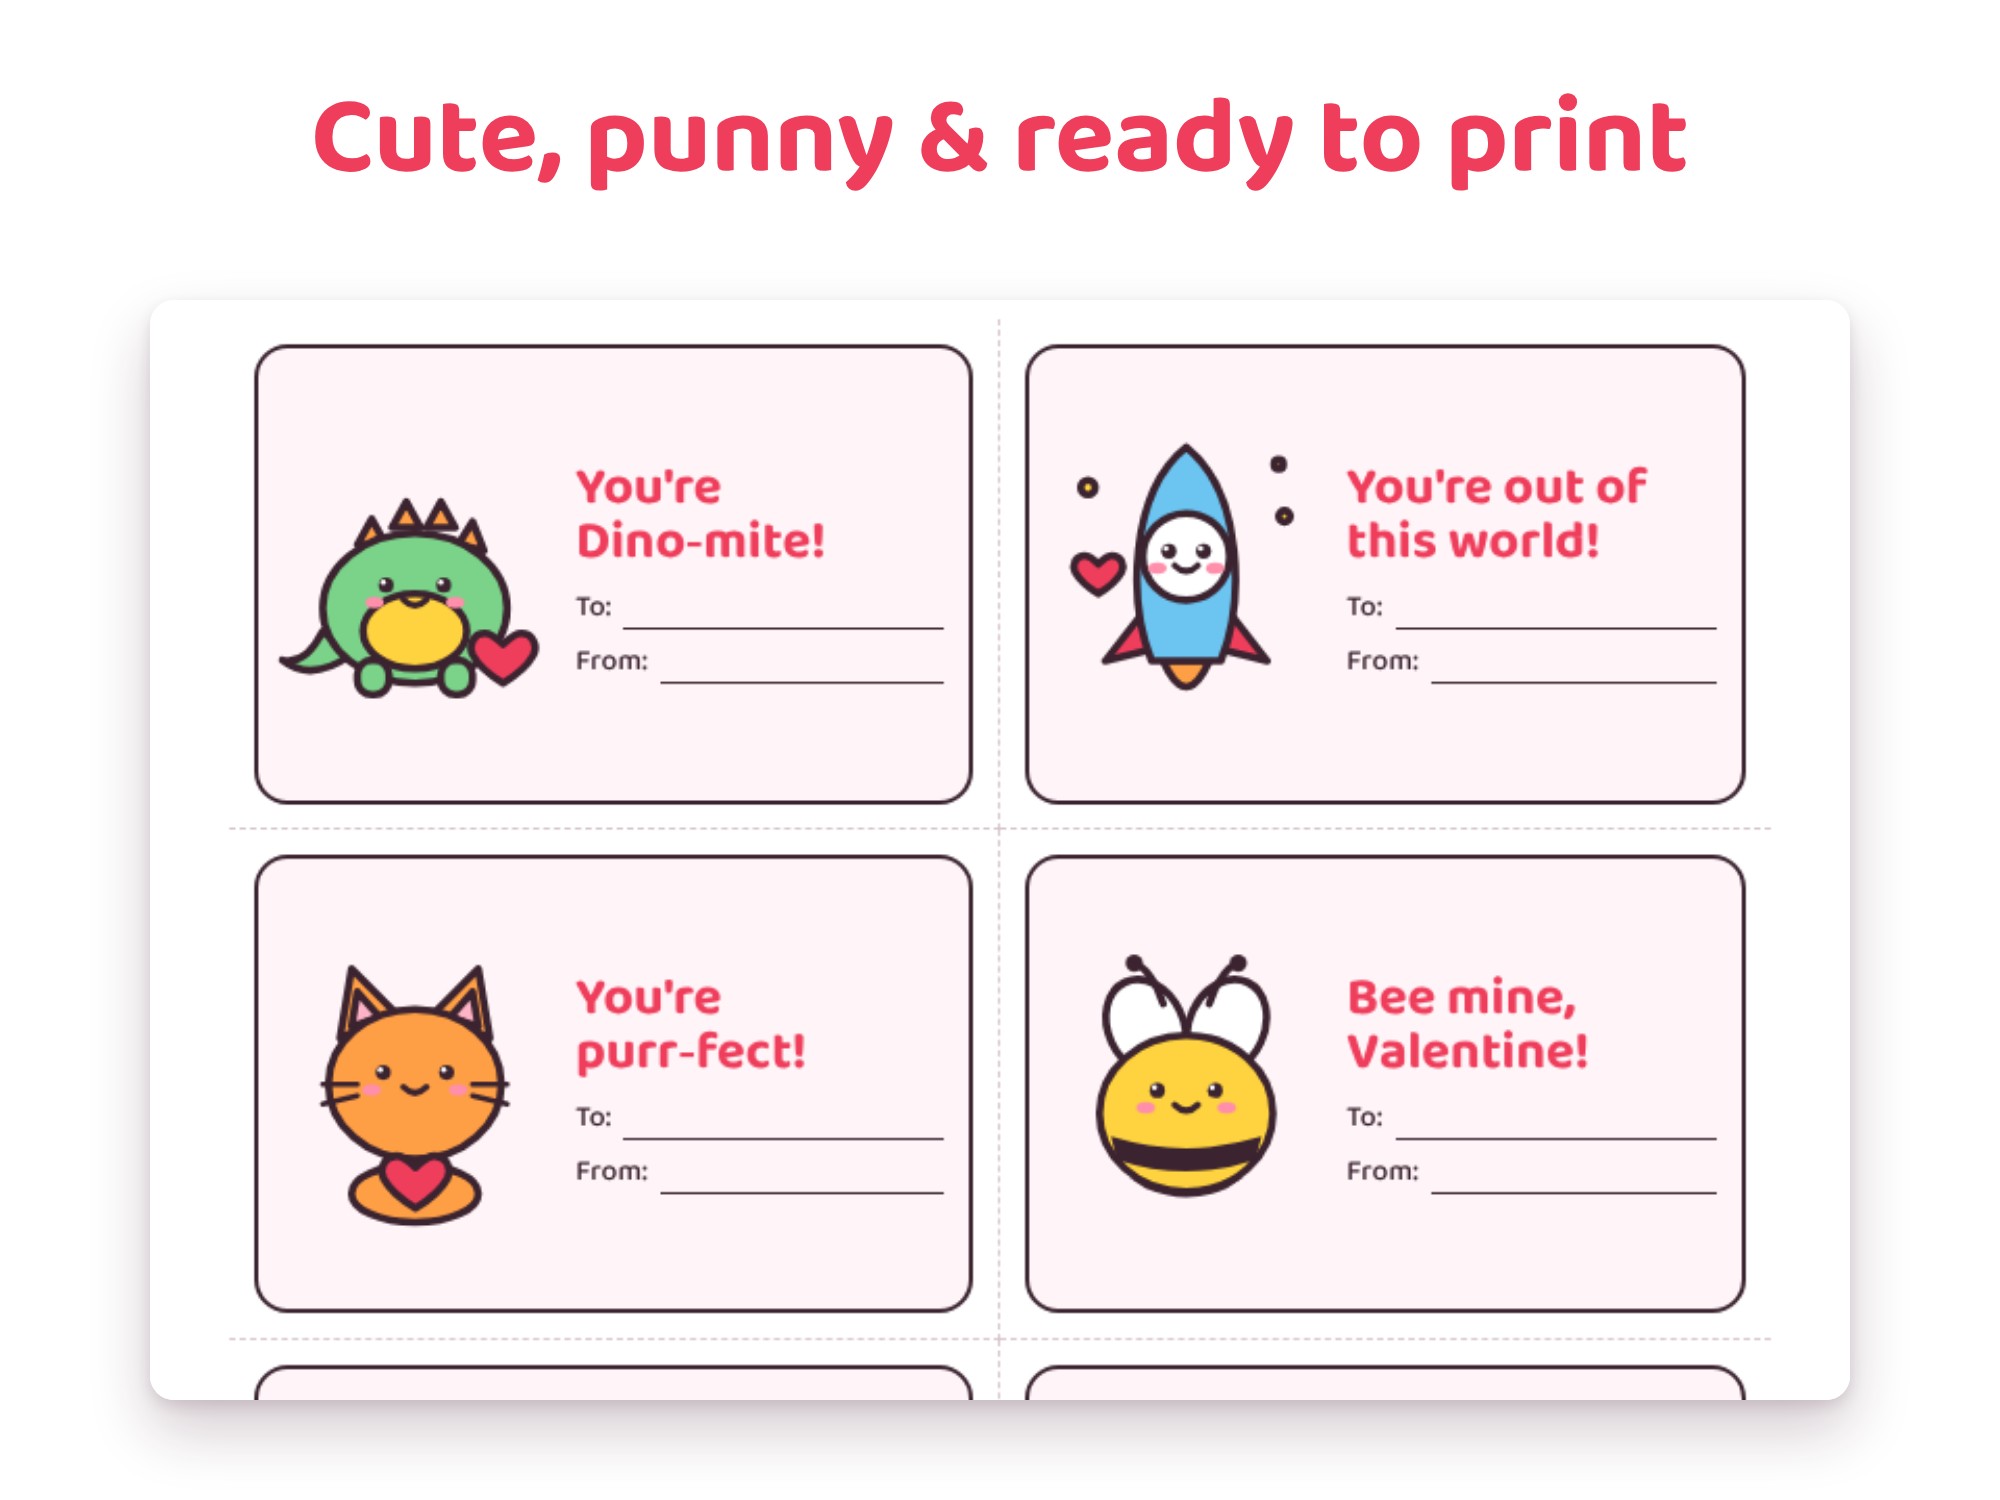 Cute, punny & ready to print
You're
Dino-mite!
To:
From:
You're out of
this world!
To:
From:
You're
purr-fect!
To:
From:
Bee mine,
Valentine!
To:
From: